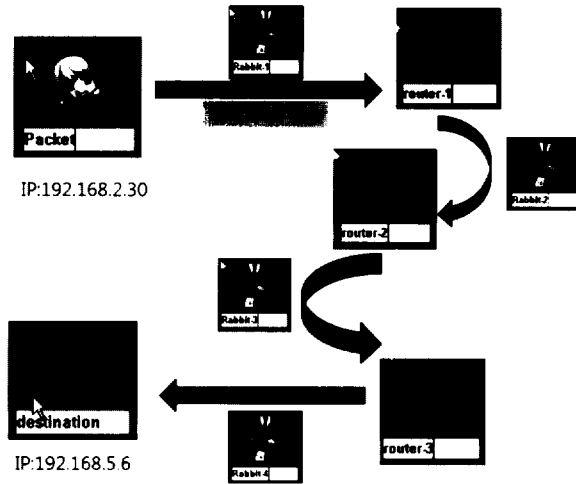 Rabbit-1
router-1
Packet
IP:192.168.2.30
Rabbit-2
router-2
Rabbit-3
destination
IP:192.168.5.6
router-3
Rabbit-4